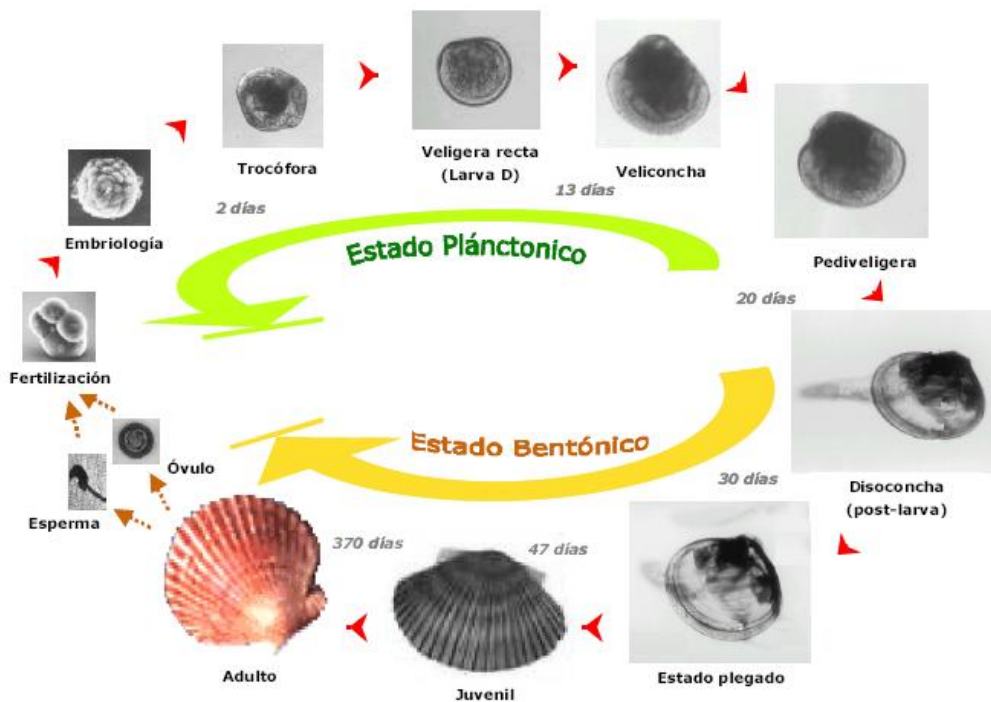 Trocófora
Veligera recta
(Larva D)
Veliconcha
Pediveligera
Embriología
2 días
13 días
Estado Plánctonico
20 días
Fertilización
Estado Bentónico
Óvulo
Esperma
30 días
Disoconcha
(post-larva)
370 días
47 días
Adulto
Juvenil
Estado plegado